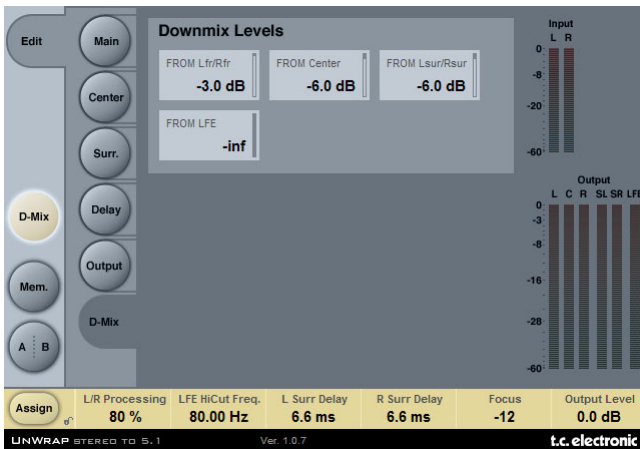 Edit
Main
Center
Surr.
Delay
Output
D-Mix
D-Mix
Mem.
A B
Downmix Levels
FROM Lfr/Rfr
-3.0 dB
FROM Center
-6.0 dB
FROM Lsur/Rsur
-6.0 dB
FROM LFE
-inf
Input
L R
0
-8
-20
-60
Output
L C R SL SR LFE
0
-3
-8
-16
-28
-60
Assign
L/R Processing
80 %
LFE HiCut Freq.
80.00 Hz
L Surr Delay
6.6 ms
R Surr Delay
6.6 ms
Focus
-12
Output Level
0.0 dB
UNWRAP STEREO TO 5.1
Ver. 1.0.7
t.c. electronic